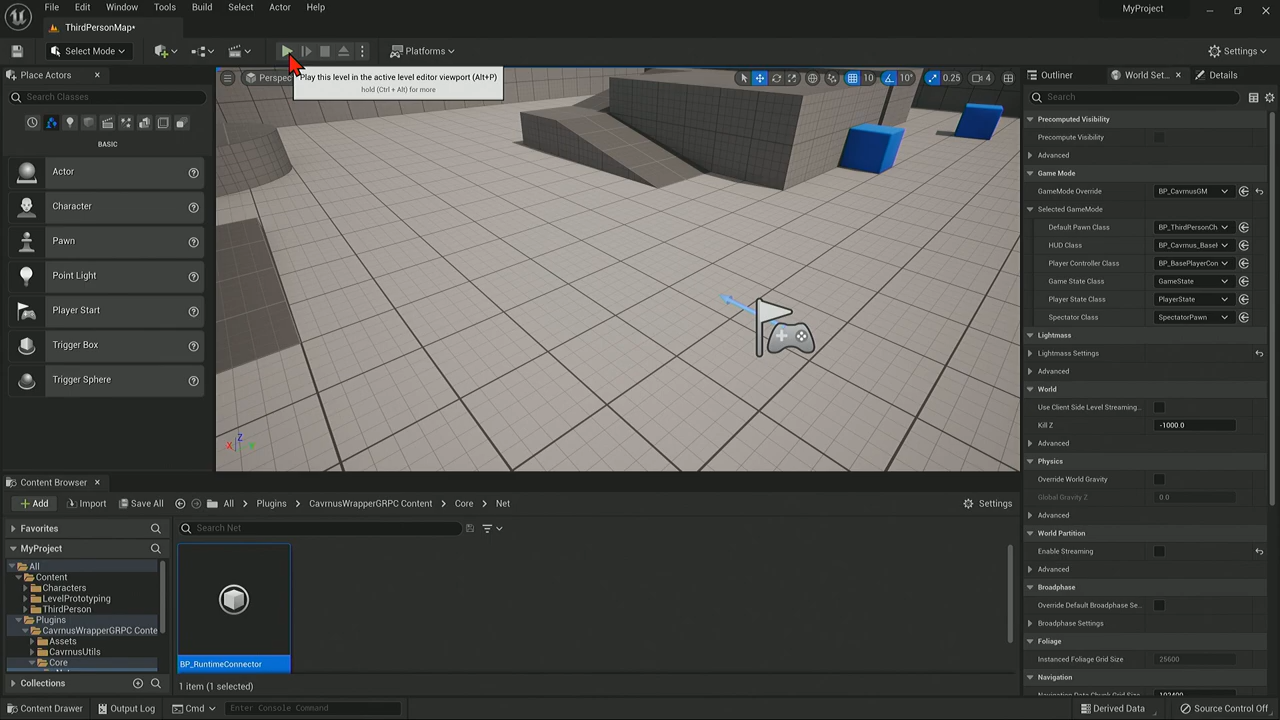 File Edit Window Tools Build Select Actor Help
MyProject
ThirdPersonMap*
Select Mode
Platforms
Settings
Place Actors
Search Classes
BASIC
Actor
Character
Pawn
Point Light
Player Start
Trigger Box
Trigger Sphere
Perspe
Play this level in the active level editor viewport (Alt+P)
hold (Ctrl + Alt) for more
10
10°
0.25
4
X Z
Outliner
World Set...
Details
Search
Precomputed Visibility
Precompute Visibility
Advanced
Game Mode
GameMode Override
BP_CavrnusGM
Selected GameMode
Default Pawn Class
BP_ThirdPersonCh
HUD Class
BP_Cavrnus_Basel
Player Controller Class
BP_BasePlayerCon
Game State Class
GameState
Player State Class
PlayerState
Spectator Class
SpectatorPawn
Lightmass
Lightmass Settings
Advanced
World
Use Client Side Level Streaming...
Kill Z
-1000.0
Advanced
Physics
Override World Gravity
Global Gravity Z
0.0
Advanced
World Partition
Enable Streaming
Advanced
Broadphase
Override Default Broadphase Se...
Broadphase Settings
Foliage
Instanced Foliage Grid Size
25600
Navigation
Navigation Data Chunk Grid Size
102400
Content Browser
Add
Import
Save All
All > Plugins > CavrnusWrapperGRPC Content > Core > Net
Settings
Favorites
Search Net
MyProject
All
Content
Characters
LevelPrototyping
ThirdPerson
Plugins
CavrnusWrapperGRPC Conte
Assets
CavrnusUtils
Core
BP_RuntimeConnector
Collections
1 item (1 selected)
Content Drawer
Output Log
Cmd
Enter Console Command
Derived Data
Source Control Off